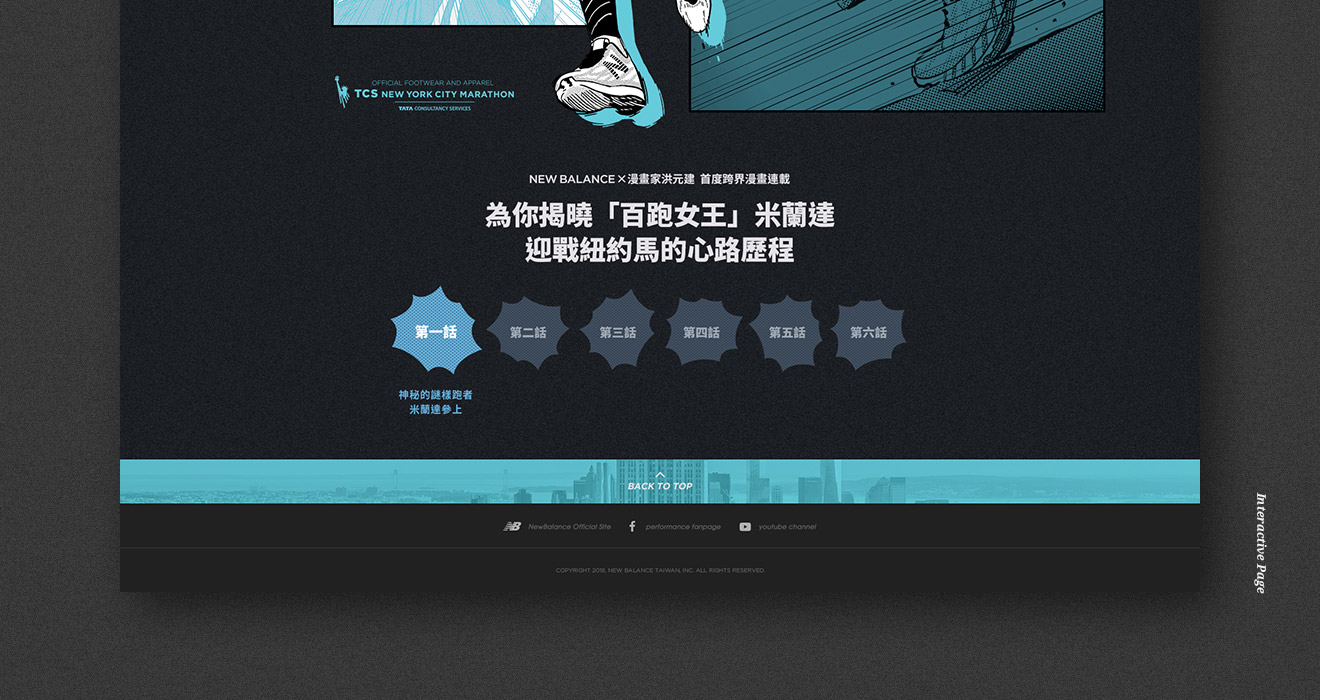 OFFICIAL FOOTWEAR AND APPAREL
TCS NEW YORK CITY MARATHON
TATA CONSULTANCY SERVICES
NEW BALANCE×漫畫家洪元建 首度跨界漫畫連載
為你揭曉「百跑女王」米蘭達
迎戰紐約馬的心路歷程
第一話
第二話
第三話
第四話
第五話
第六話
神秘的謎樣跑者
米蘭達參上
BACK TO TOP
NB NewBalance Official Site
f performance fanpage
youtube channel
COPYRIGHT 2018. NEW BALANCE TAIWAN, INC. ALL RIGHTS RESERVED.
Interactive Page